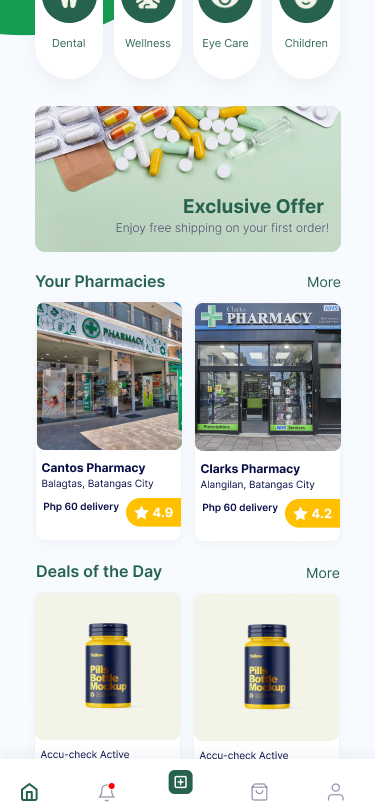 Dental Wellness Eye Care Children
Exclusive Offer
Enjoy free shipping on your first order!
Your Pharmacies More
PHARMACY
Clarks
PHARMACY
NHS
Prescriptions
NHS Services
Cantos Pharmacy
Balagtas, Batangas City
Php 60 delivery
4.9
Clarks Pharmacy
Alangilan, Batangas City
Php 60 delivery
4.2
Deals of the Day More
Yellow
Pills
Bottle
Mockup
Yellow
Pills
Bottle
Mockup
Accu-check Active
Accu-check Active